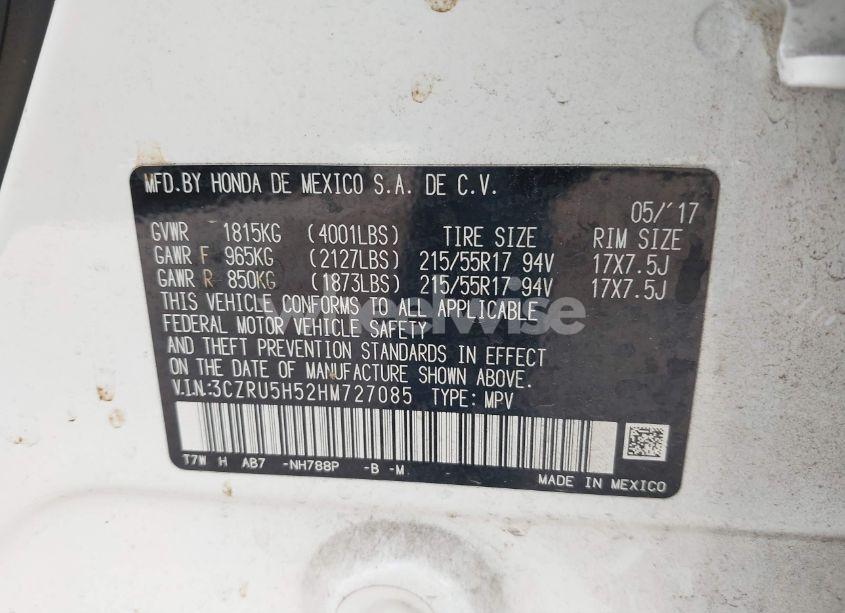 MFD.BY HONDA DE MEXICO S.A. DE C.V.
05/'17
GVWR 1815KG (4001LBS) TIRE SIZE RIM SIZE
GAWR F 965KG (2127LBS) 215/55R17 94V 17X7.5J
GAWR R 850KG (1873LBS) 215/55R17 94V 17X7.5J
THIS VEHICLE CONFORMS TO ALL APPLICABLE
FEDERAL MOTOR VEHICLE SAFETY
AND THEFT PREVENTION STANDARDS IN EFFECT
ON THE DATE OF MANUFACTURE SHOWN ABOVE.
V.I.N:3CZRU5H52HM727085 TYPE: MPV
T7W H AB7 -NH788P -B -M
MADE IN MEXICO
wheelwise